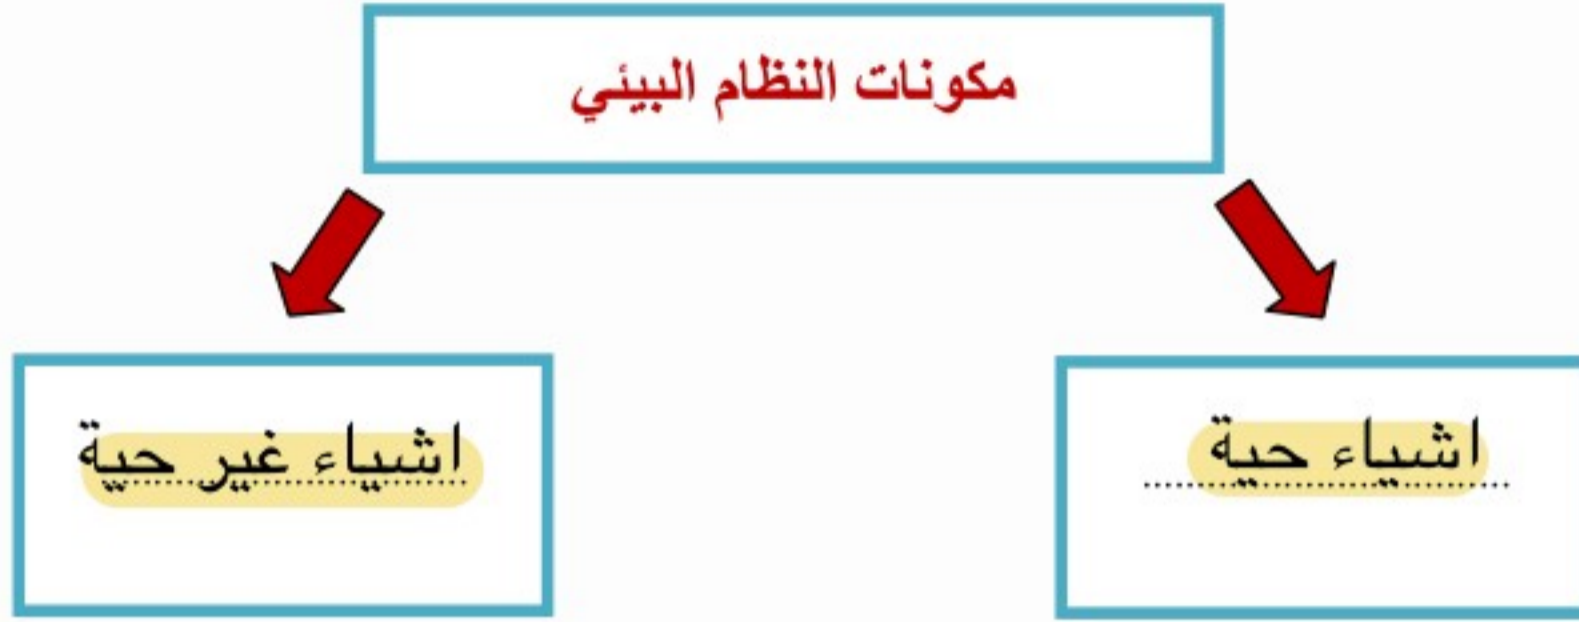 مكونات النظام البيئي
اشياء حية
اشياء غير حية